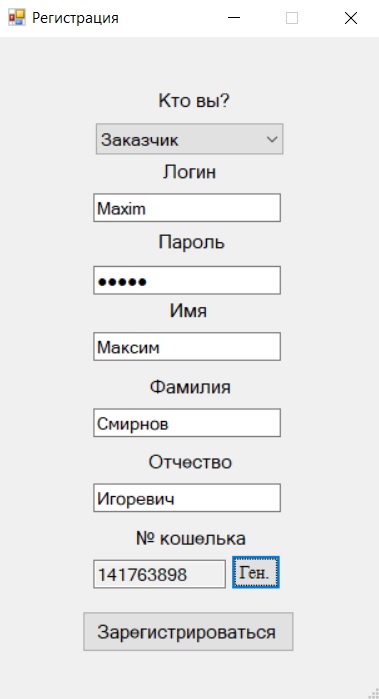 Регистрация
Кто вы?
Заказчик
Логин
Maxim
Пароль
●●●●●
Имя
Максим
Фамилия
Смирнов
Отчество
Игоревич
№ кошелька
141763898 Ген.
Зарегистрироваться